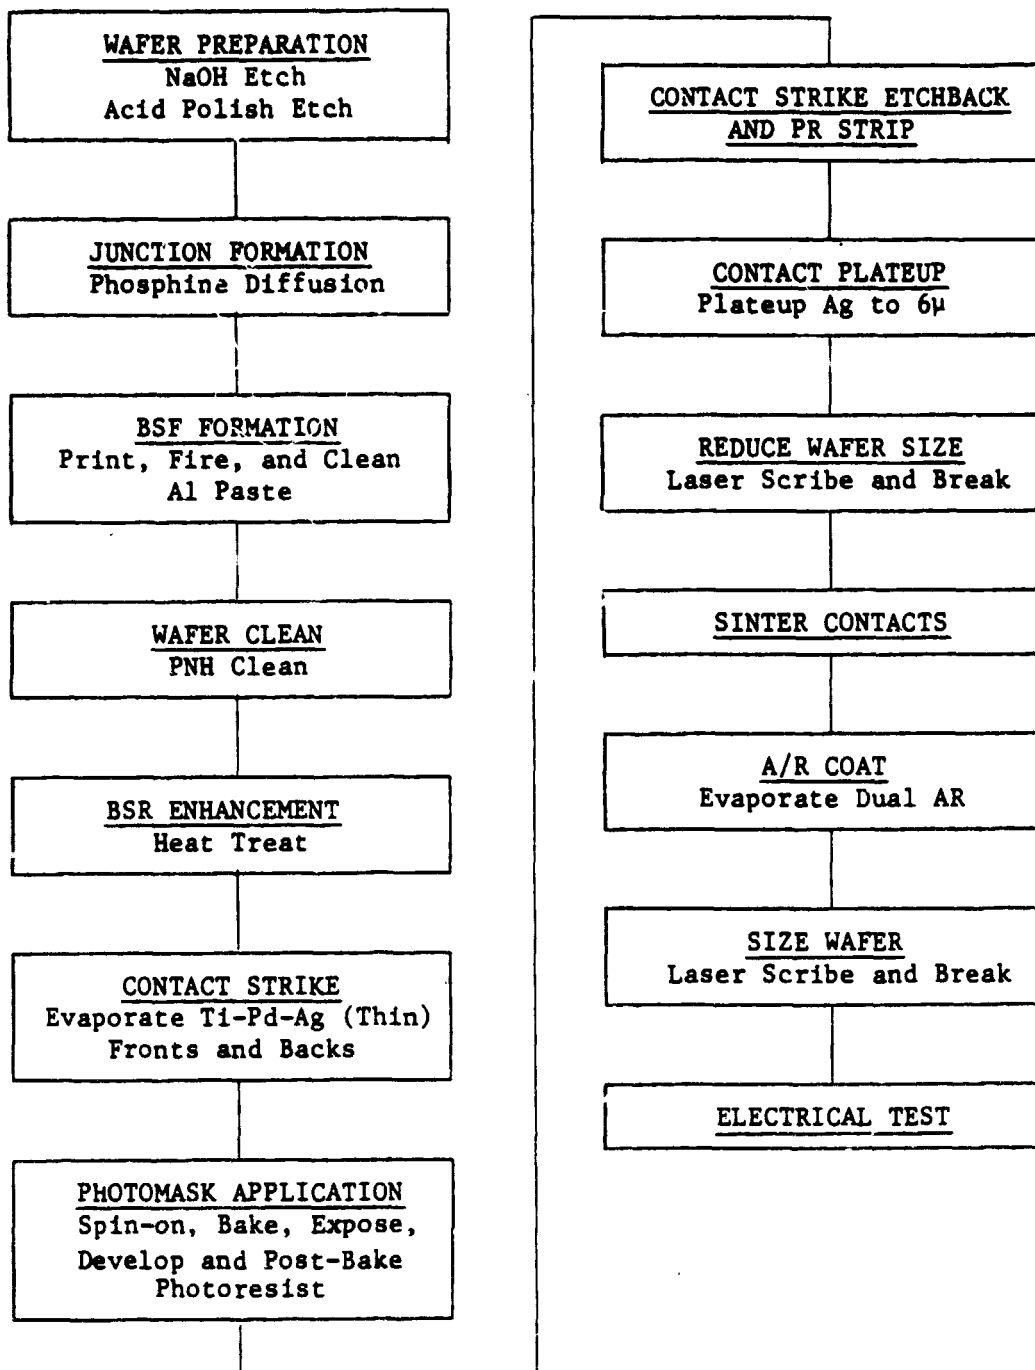 WAFER PREPARATION
NaOH Etch
Acid Polish Etch
JUNCTION FORMATION
Phosphine Diffusion
BSF FORMATION
Print, Fire, and Clean
Al Paste
WAFER CLEAN
PNH Clean
BSR ENHANCEMENT
Heat Treat
CONTACT STRIKE
Evaporate Ti-Pd-Ag (Thin)
Fronts and Backs
PHOTOMASK APPLICATION
Spin-on, Bake, Expose,
Develop and Post-Bake
Photoresist
CONTACT STRIKE ETCHBACK
AND PR STRIP
CONTACT PLATEUP
Plateup Ag to 6μ
REDUCE WAFER SIZE
Laser Scribe and Break
SINTER CONTACTS
A/R COAT
Evaporate Dual AR
SIZE WAFER
Laser Scribe and Break
ELECTRICAL TEST